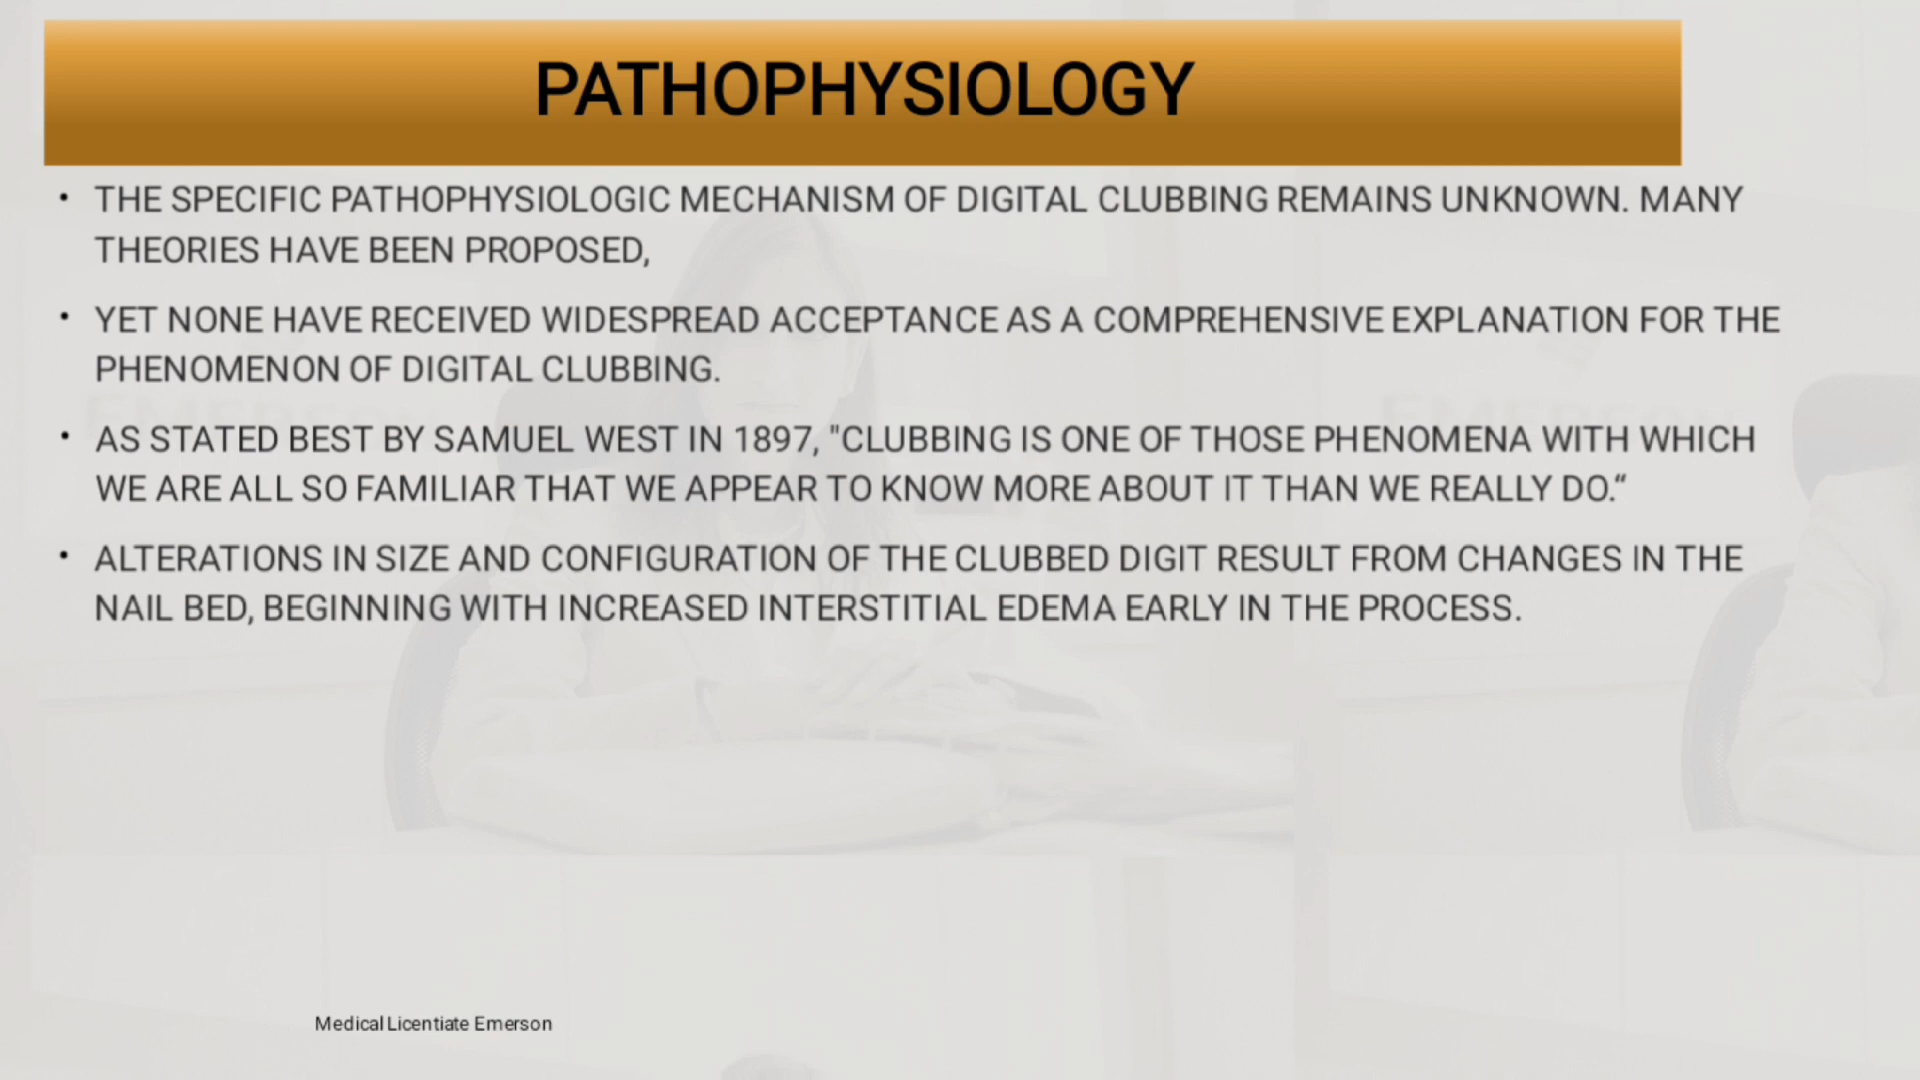 PATHOPHYSIOLOGY
• THE SPECIFIC PATHOPHYSIOLOGIC MECHANISM OF DIGITAL CLUBBING REMAINS UNKNOWN. MANY
THEORIES HAVE BEEN PROPOSED,
• YET NONE HAVE RECEIVED WIDESPREAD ACCEPTANCE AS A COMPREHENSIVE EXPLANATION FOR THE
PHENOMENON OF DIGITAL CLUBBING.
• AS STATED BEST BY SAMUEL WEST IN 1897, "CLUBBING IS ONE OF THOSE PHENOMENA WITH WHICH
WE ARE ALL SO FAMILIAR THAT WE APPEAR TO KNOW MORE ABOUT IT THAN WE REALLY DO.“
• ALTERATIONS IN SIZE AND CONFIGURATION OF THE CLUBBED DIGIT RESULT FROM CHANGES IN THE
NAIL BED, BEGINNING WITH INCREASED INTERSTITIAL EDEMA EARLY IN THE PROCESS.
EMERSON EMERSON
Medical Licentiate Emerson